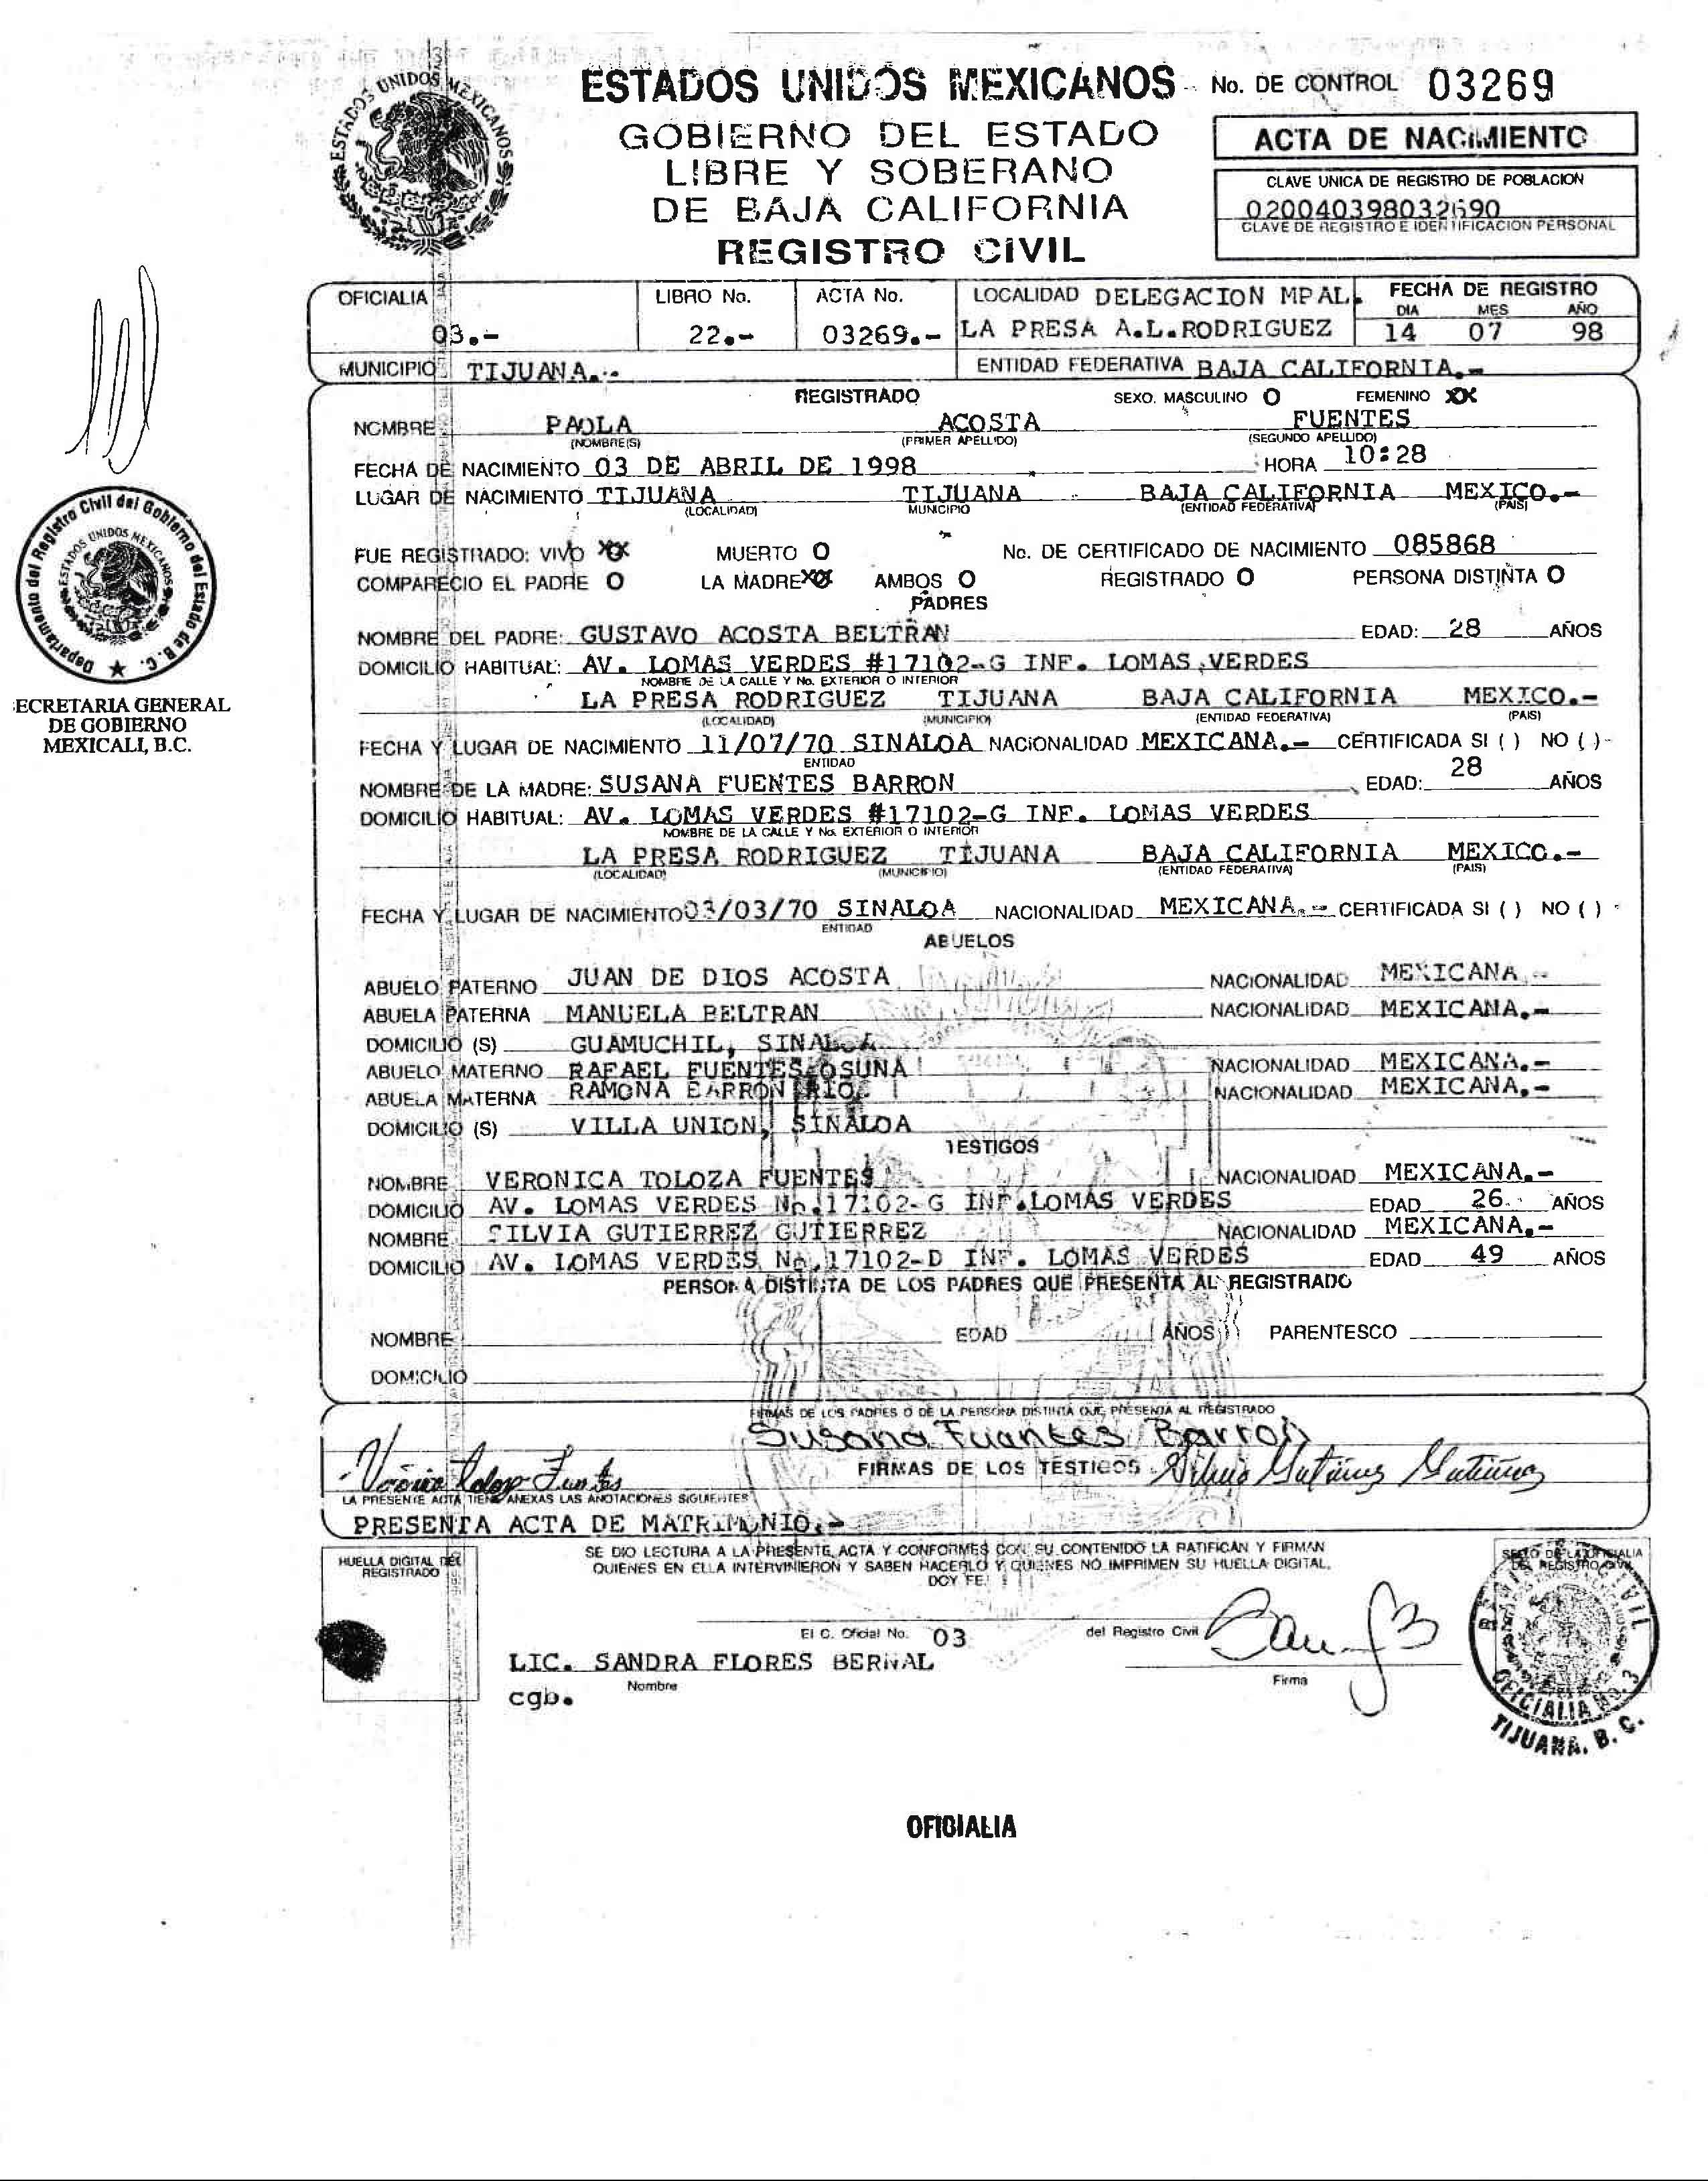 ESTADOS UNIDOS MEXICANOS
No. DE CONTROL 03269
GOBIERNO DEL ESTADO
LIBRE Y SOBERANO
DE BAJA CALIFORNIA
REGISTRO CIVIL
ESTADOS UNIDOS MEXICANOS
ACTA DE NACIMIENTO
CLAVE UNICA DE REGISTRO DE POBLACION
020040398032690
CLAVE DE REGISTRO E IDENTIFICACION PERSONAL
OFICIALIA 03.-
LIBRO No. 22.-
ACTA No. 03269.-
LOCALIDAD DELEGACION MPAL.
LA PRESA A.L.RODRIGUEZ
FECHA DE REGISTRO
DIA MES AÑO
14 07 98
MUNICIPIO TIJUANA.-
ENTIDAD FEDERATIVA BAJA CALIFORNIA.-
REGISTRADO SEXO. MASCULINO O FEMENINO XX
NOMBRE PAOLA ACOSTA FUENTES
(NOMBRE(S) (PRIMER APELLIDO) (SEGUNDO APELLIDO)
FECHA DE NACIMIENTO 03 DE ABRIL DE 1998 HORA 10:28
LUGAR DE NACIMIENTO TIJUANA TIJUANA BAJA CALIFORNIA MEXICO.-
(LOCALIDAD) MUNICIPIO (ENTIDAD FEDERATIVA) (PAIS)
FUE REGISTRADO: VIVO XX MUERTO O No. DE CERTIFICADO DE NACIMIENTO 085868
COMPARECIO EL PADRE O LA MADRE XX AMBOS O REGISTRADO O PERSONA DISTINTA O
PADRES
NOMBRE DEL PADRE: GUSTAVO ACOSTA BELTRAN EDAD: 28 AÑOS
DOMICILIO HABITUAL: AV. LOMAS VERDES #17102-G INF. LOMAS VERDES
NOMBRE DE LA CALLE Y No. EXTERIOR O INTERIOR
LA PRESA RODRIGUEZ TIJUANA BAJA CALIFORNIA MEXICO.-
(LOCALIDAD) (MUNICIPIO) (ENTIDAD FEDERATIVA) (PAIS)
FECHA Y LUGAR DE NACIMIENTO 11/07/70 SINALOA NACIONALIDAD MEXICANA.- CERTIFICADA SI ( ) NO ( )
ENTIDAD
NOMBRE DE LA MADRE: SUSANA FUENTES BARRON EDAD: 28 AÑOS
DOMICILIO HABITUAL: AV. LOMAS VERDES #17102-G INF. LOMAS VERDES
NOMBRE DE LA CALLE Y No. EXTERIOR O INTERIOR
LA PRESA RODRIGUEZ TIJUANA BAJA CALIFORNIA MEXICO.-
(LOCALIDAD) (MUNICIPIO) (ENTIDAD FEDERATIVA) (PAIS)
FECHA Y LUGAR DE NACIMIENTO 03/03/70 SINALOA NACIONALIDAD MEXICANA.- CERTIFICADA SI ( ) NO ( )
ENTIDAD
ABUELOS
ABUELO PATERNO JUAN DE DIOS ACOSTA NACIONALIDAD MEXICANA.-
ABUELA PATERNA MANUELA BELTRAN NACIONALIDAD MEXICANA.-
DOMICILIO (S) GUAMUCHIL, SINALOA
ABUELO MATERNO RAFAEL FUENTES OSUNA NACIONALIDAD MEXICANA.-
ABUELA MATERNA RAMONA BARRON NACIONALIDAD MEXICANA.-
DOMICILIO (S) VILLA UNION, SINALOA
TESTIGOS
NOMBRE VERONICA TOLOZA FUENTES NACIONALIDAD MEXICANA.-
DOMICILIO AV. LOMAS VERDES No.17102-G INF.LOMAS VERDES EDAD 26 AÑOS
NOMBRE SILVIA GUTIERREZ GUTIERREZ NACIONALIDAD MEXICANA.-
DOMICILIO AV. LOMAS VERDES No.17102-D INF. LOMAS VERDES EDAD 49 AÑOS
PERSONA DISTINTA DE LOS PADRES QUE PRESENTA AL REGISTRADO
NOMBRE EDAD AÑOS PARENTESCO
DOMICILIO
FIRMAS DE LOS PADRES O DE LA PERSONA DISTINTA QUE PRESENTA AL REGISTRADO
Susana Fuentes Barron
FIRMAS DE LOS TESTIGOS Silvia Gutierrez Gutierrez
LA PRESENTE ACTA TIENE ANEXAS LAS ANOTACIONES SIGUIENTES
PRESENTA ACTA DE MATRIMONIO.-
HUELLA DIGITAL DEL
REGISTRADO
SE DIO LECTURA A LA PRESENTE ACTA Y CONFORMES CON SU CONTENIDO LA RATIFICAN Y FIRMAN
QUIENES EN ELLA INTERVINIERON Y SABEN HACERLO Y QUIENES NO IMPRIMEN SU HUELLA DIGITAL.
DOY FE.
El C. Oficial No. 03 del Registro Civil
LIC. SANDRA FLORES BERNAL
Nombre
Firma
cgb.
SELLO DE LA OFICIALIA
DEL REGISTRO CIVIL
REGISTRO CIVIL
OFICIALIA No. 3
TIJUANA, B. C.
Departamento del Registro Civil del Gobierno del Estado de B.C.
ESTADOS UNIDOS MEXICANOS
ECRETARIA GENERAL
DE GOBIERNO
MEXICALI, B.C.
OFICIALIA